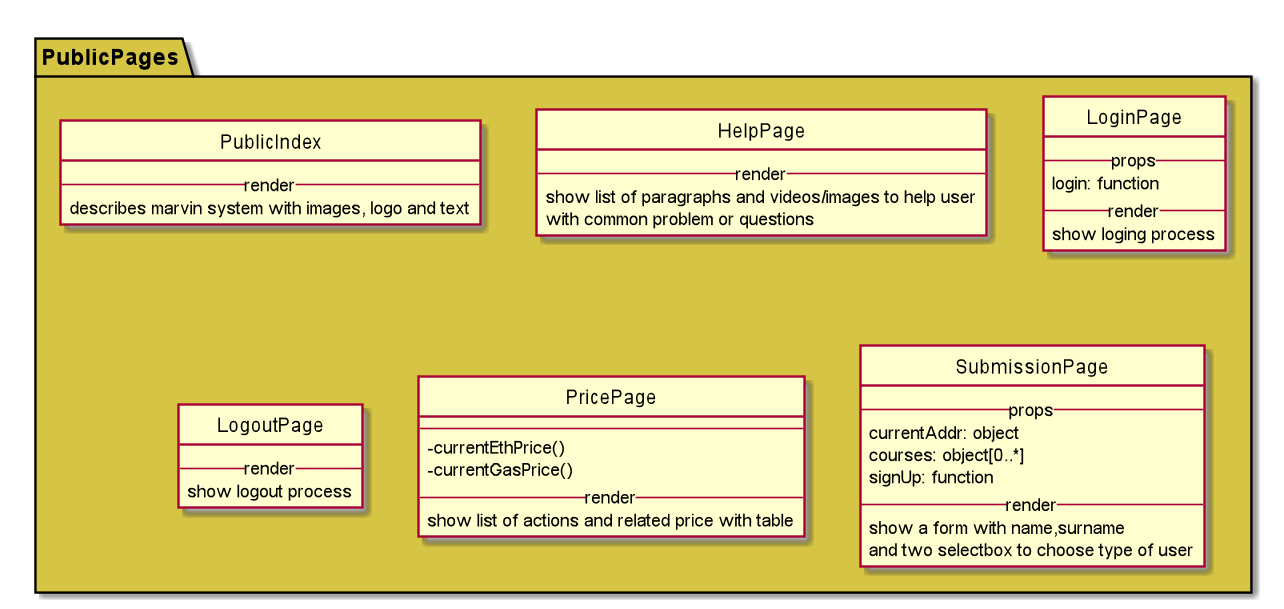 PublicPages
PublicIndex
render
describes marvin system with images, logo and text
HelpPage
render
show list of paragraphs and videos/images to help user
with common problem or questions
LoginPage
props
login: function
render
show loging process
LogoutPage
render
show logout process
PricePage
-currentEthPrice()
-currentGasPrice()
render
show list of actions and related price with table
SubmissionPage
props
currentAddr: object
courses: object[0..*]
signUp: function
render
show a form with name,surname
and two selectbox to choose type of user